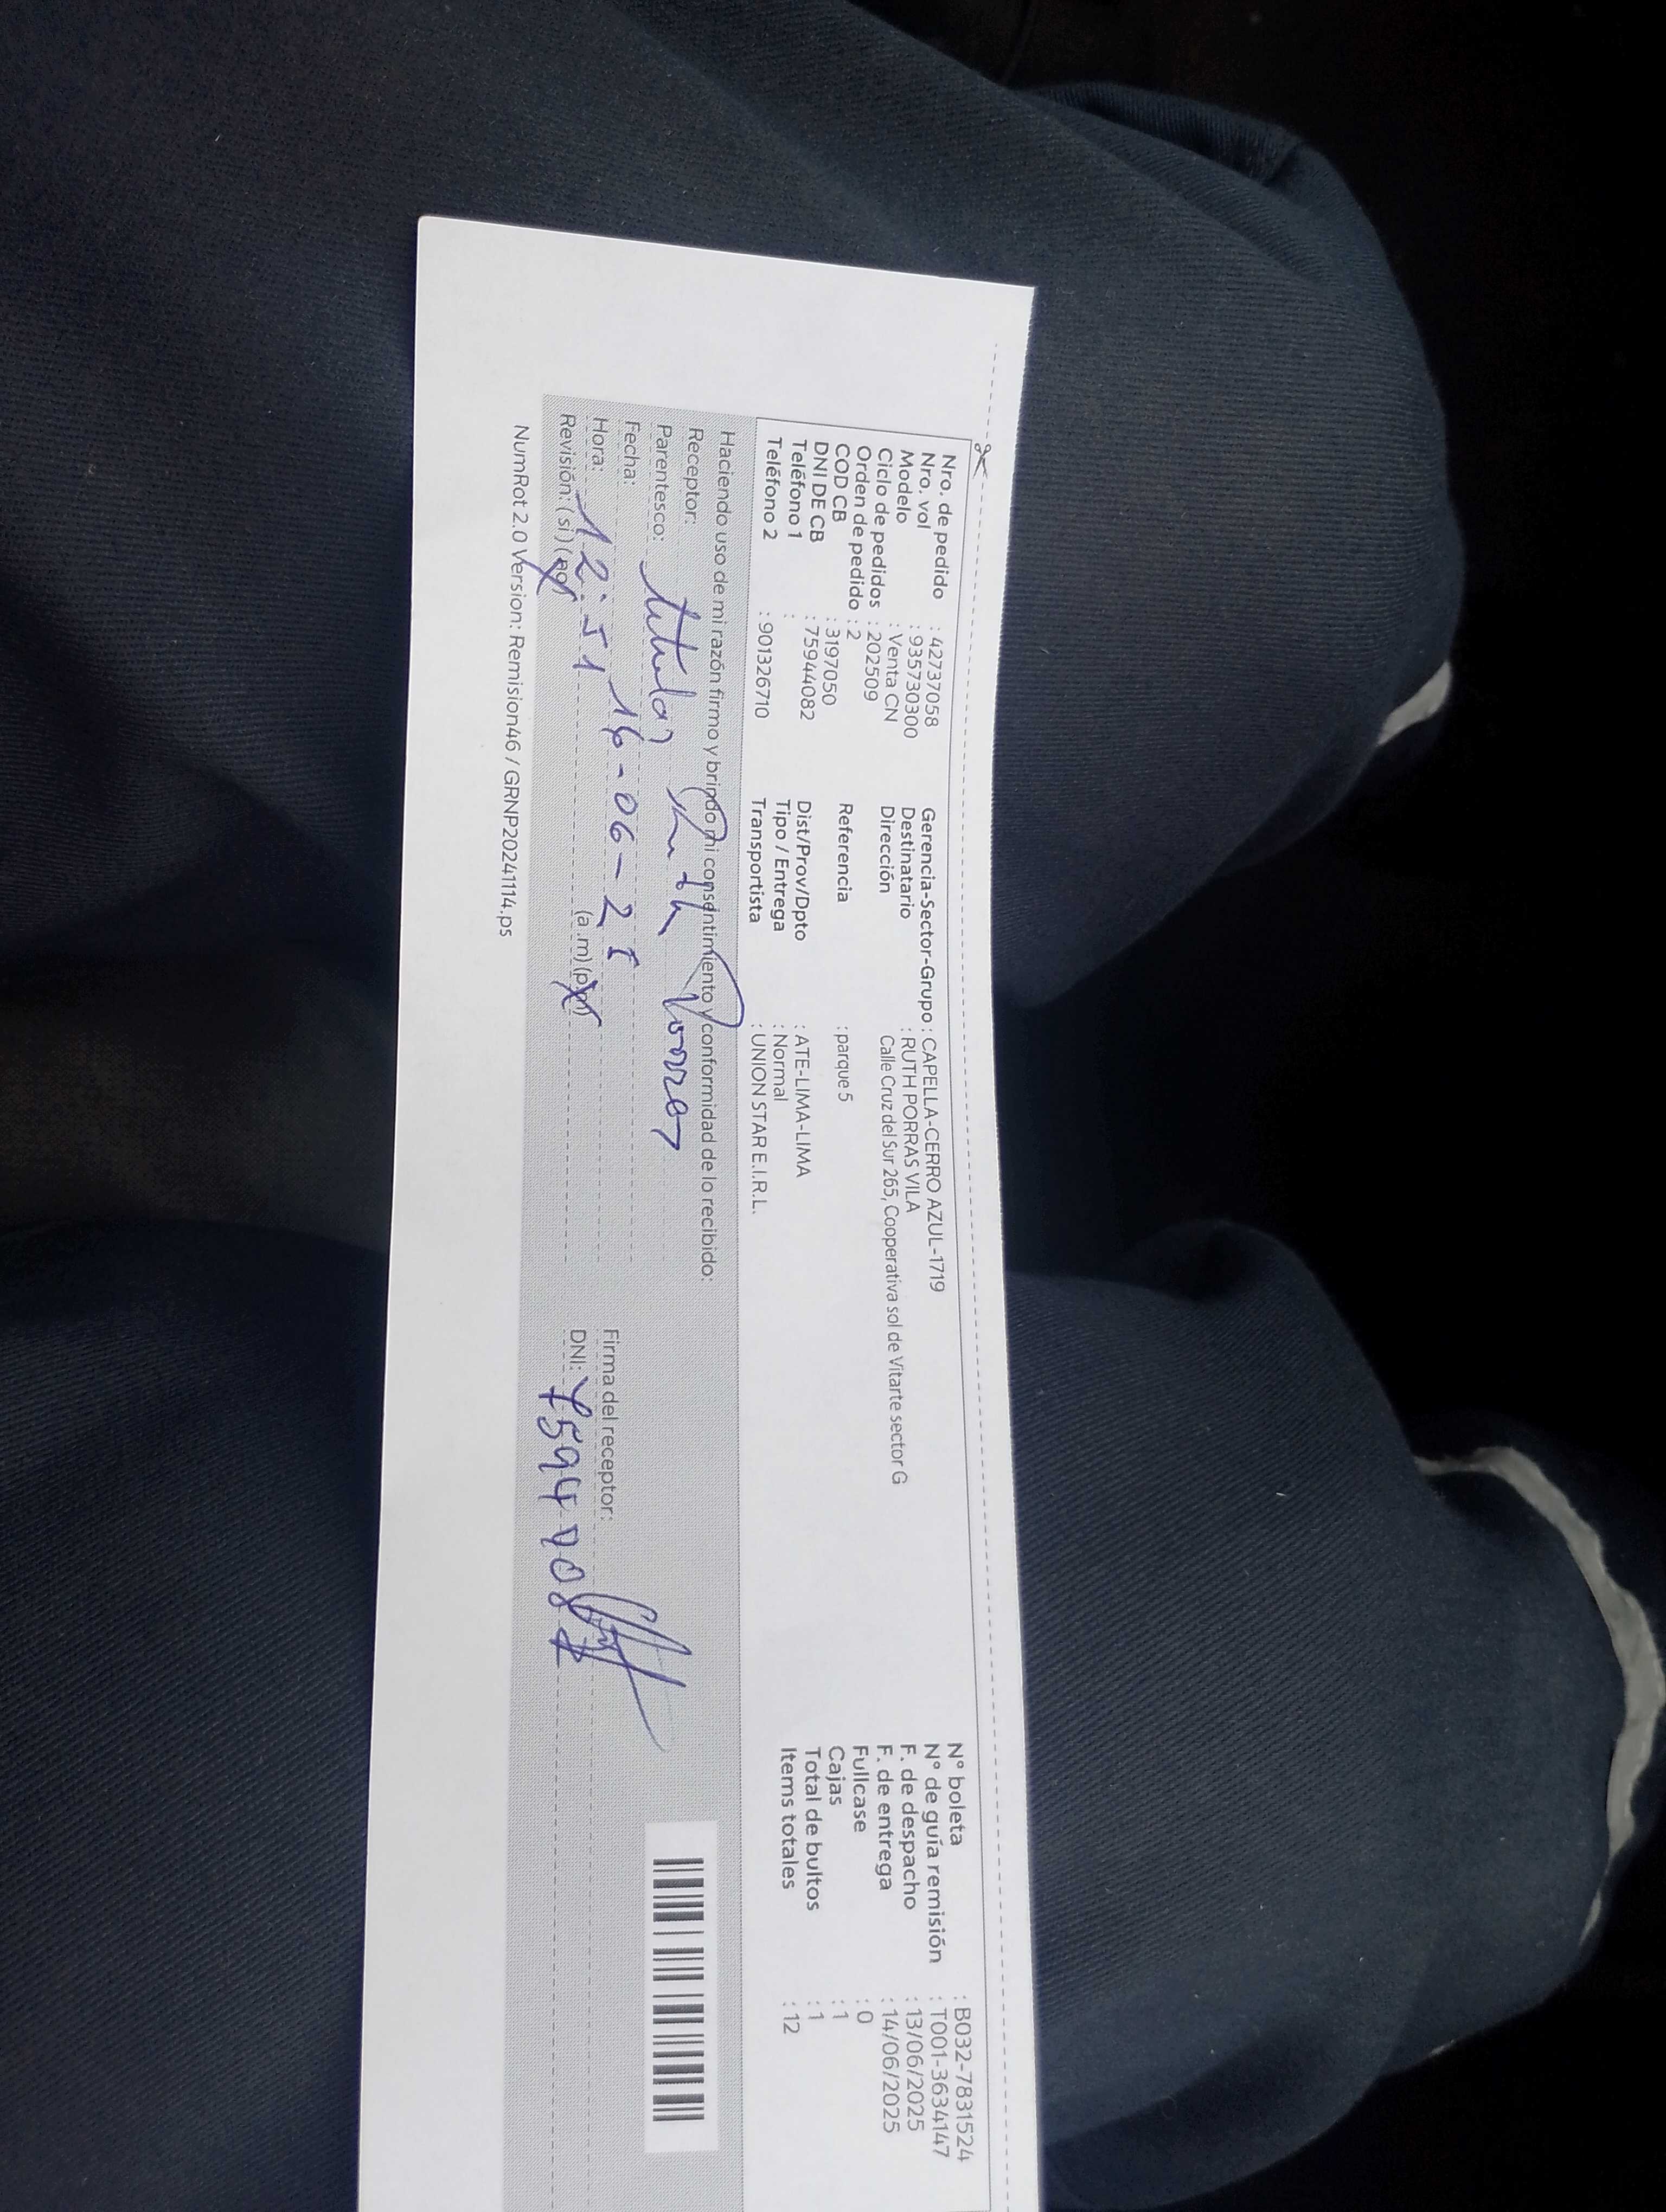 Nro. de pedido : 42737058
Nro. vol : 935730300
Modelo : Venta CN
Ciclo de pedidos : 202509
Orden de pedido : 2
COD CB : 3197050
DNI DE CB : 75944082
Teléfono 1 :
Teléfono 2 : 901326710
Gerencia-Sector-Grupo : CAPELLA-CERRO AZUL-1719
Destinatario : RUTH PORRAS VILA
Dirección Calle Cruz del Sur 265, Cooperativa sol de Vitarte sector G
Referencia : parque 5
Dist/Prov/Dpto : ATE-LIMA-LIMA
Tipo / Entrega : Normal
Transportista : UNION STAR E.I.R.L.
N° boleta : B032-7831524
N° de guía remisión : T001-3634147
F. de despacho : 13/06/2025
F. de entrega : 14/06/2025
Fullcase : 0
Cajas : 1
Total de bultos : 1
Items totales : 12
Haciendo uso de mi razón firmo y brindo mi consentimiento y conformidad de lo recibido:
Receptor: Ruth Porras
Parentesco: titular
Fecha: 16-06-25
Hora: 12:51 (a.m) (p.m)
Revisión: (si) (no)
Firma del receptor:
DNI: 75944082
NumRot 2.0 Version: Remision46 / GRNP20241114.ps